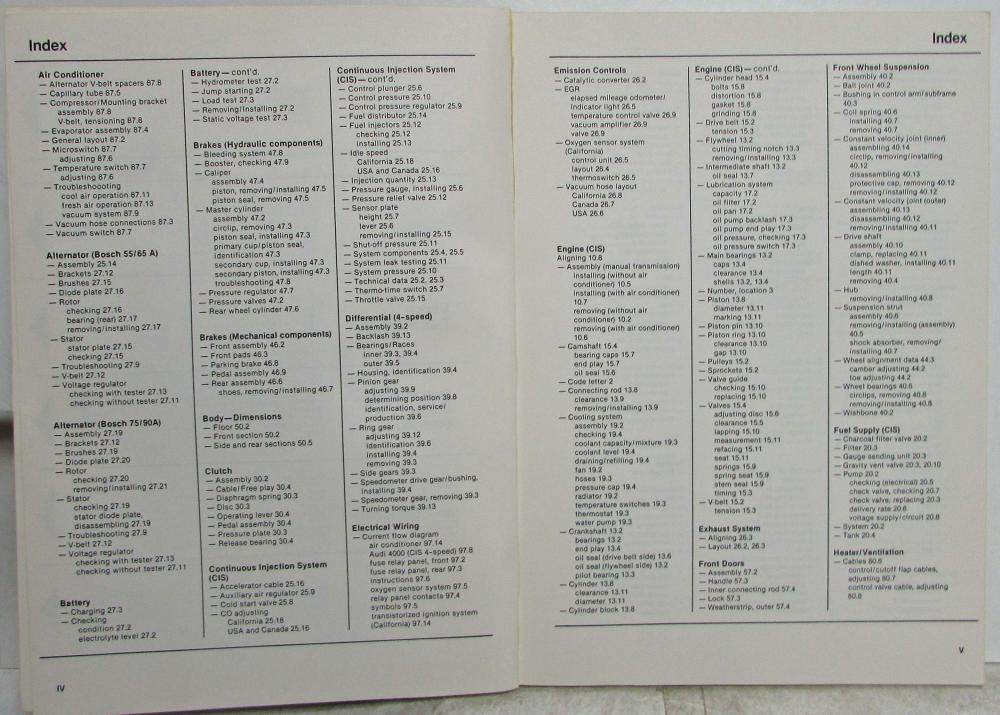 Index
Air Conditioner
— Alternator V-belt spacers 87.8
— Capillary tube 87.5
— Compressor/Mounting bracket
assembly 87.8
V-belt, tensioning 87.8
— Evaporator assembly 87.4
— General layout 87.2
— Microswitch 87.7
adjusting 87.6
— Temperature switch 87.7
adjusting 87.6
— Troubleshoooting
cool air operation 87.11
fresh air operation 87.13
vacuum system 87.9
— Vacuum hose connections 87.3
— Vacuum switch 87.7
Alternator (Bosch 55/65 A)
— Assembly 25.14
— Brackets 27.12
— Brushes 27.15
— Diode plate 27.16
— Rotor
checking 27.16
bearing (rear) 27.17
removing/installing 27.17
— Stator
stator plate 27.15
checking 27.15
— Troubleshooting 27.9
— V-belt 27.12
— Voltage regulator
checking with tester 27.13
checking without tester 27.11
Alternator (Bosch 75/90A)
— Assembly 27.19
— Brackets 27.12
— Brushes 27.19
— Diode plate 27.20
— Rotor
checking 27.20
removing/installing 27.21
— Stator
checking 27.19
stator diode plate,
disassembling 27.19
— Troubleshooting 27.9
— V-belt 27.12
— Voltage regulator
checking with tester 27.13
checking without tester 27.11
Battery
— Charging 27.3
— Checking
condition 27.2
electrolyte level 27.2
Battery — cont'd.
— Hydrometer test 27.2
— Jump starting 27.2
— Load test 27.3
— Removing/installing 27.2
— Static voltage test 27.3
Brakes (Hydraulic components)
— Bleeding system 47.8
— Booster, checking 47.9
— Caliper
assembly 47.4
piston, removing/installing 47.5
piston seal, removing 47.5
— Master cylinder
assembly 47.2
circlip, removing 47.3
piston seal, installing 47.3
primary cup/piston seal,
identification 47.3
secondary cup, installing 47.3
secondary piston, installing 47.3
troubleshooting 47.8
— Pressure regulator 47.7
— Pressure valves 47.2
— Rear wheel cylinder 47.6
Brakes (Mechanical components)
— Front assembly 46.2
— Front pads 46.3
— Parking brake 46.8
— Pedal assembly 46.9
— Rear assembly 46.6
shoes, removing/installing 46.7
Body — Dimensions
— Floor 50.2
— Front section 50.2
— Side and rear sections 50.5
Clutch
— Assembly 30.2
— Cable/Free play 30.4
— Diaphragm spring 30.3
— Disc 30.3
— Operating lever 30.4
— Pedal assembly 30.4
— Pressure plate 30.3
— Release bearing 30.4
Continuous Injection System
(CIS)
— Accelerator cable 25.16
— Auxiliary air regulator 25.9
— Cold start valve 25.8
— CO adjusting
California 25.18
USA and Canada 25.16
Continuous Injection System
(CIS) — cont'd.
— Control plunger 25.6
— Control pressure 25.10
— Control pressure regulator 25.9
— Fuel distributor 25.14
— Fuel injectors 25.12
checking 25.12
installing 25.13
— Idle speed
California 25.18
USA and Canada 25.16
— Injection quantity 25.13
— Pressure gauge, installing 25.6
— Pressure relief valve 25.12
— Sensor plate
height 25.7
lever 25.6
removing/installing 25.15
— Shut-off pressure 25.11
— System components 25.4, 25.5
— System leak testing 25.11
— System pressure 25.10
— Technical data 25.2, 25.3
— Thermo-time switch 25.7
— Throttle valve 25.15
Differential (4-speed)
— Assembly 39.2
— Backlash 39.13
— Bearings/Races
inner 39.3, 39.4
outer 39.5
— Housing, identification 39.4
— Pinion gear
adjusting 39.9
determining position 39.8
identification, service/
production 39.6
— Ring gear
adjusting 39.12
identification 39.6
installing 39.4
removing 39.3
— Side gears 39.3
— Speedometer drive gear/bushing,
installing 39.4
— Speedometer gear, removing 39.3
— Turning torque 39.13
Electrical Wiring
— Current flow diagram
air conditioner 97.14
Audi 4000 (CIS 4-speed) 97.8
fuse relay panel, front 97.2
fuse relay panel, rear 97.3
instruments 97.6
oxygen sensor system 97.5
relay panel contacts 97.4
symbols 97.5
transistorized ignition system
(California) 97.14
IV
Index
Emission Controls
— Catalytic converter 26.2
— EGR
elapsed mileage odometer/
indicator light 26.5
temperature control valve 26.9
vacuum amplifier 26.9
valve 26.9
— Oxygen sensor system
(California)
control unit 26.5
layout 26.4
thermoswitch 26.5
— Vacuum hose layout
California 26.8
Canada 26.7
USA 26.6
Engine (CIS)
Aligning 10.8
— Assembly (manual transmission)
installing (without air
conditioner) 10.5
installing (with air conditioner)
10.7
removing (without air
conditioner) 10.2
removing (with air conditioner)
10.6
— Camshaft 15.4
bearing caps 15.7
end play 15.7
oil seal 15.6
— Code letter 2
— Connecting rod 13.8
clearance 13.9
removing/installing 13.9
— Cooling system
assembly 19.2
checking 19.4
coolant capacity/mixture 19.3
coolant level 19.4
draining/refilling 19.4
fan 19.2
hoses 19.3
pressure cap 19.4
radiator 19.2
temperature switches 19.3
thermostat 19.3
water pump 19.3
— Crankshaft 13.2
bearings 13.2
end play 13.4
oil seal (drive belt side) 13.6
oil seal (flywheel side) 13.2
pilot bearing 13.3
— Cylinder 13.8
clearance 13.11
diameter 13.11
— Cylinder block 13.8
Engine (CIS) — cont'd.
— Cylinder head 15.4
bolts 15.8
distortion 15.8
gasket 15.8
grinding 15.8
— Drive belt 15.2
tension 15.3
— Flywheel 13.2
cutting timing notch 13.3
removing/installing 13.3
— Intermediate shaft 13.2
oil seal 13.7
— Lubrication system
capacity 17.2
oil filter 17.2
oil pan 17.2
oil pump backlash 17.3
oil pump end play 17.3
oil pressure, checking 17.3
oil pressure switch 17.3
— Main bearings 13.2
caps 13.4
clearance 13.4
shells 13.2, 13.4
— Number, location 3
— Piston 13.8
diameter 13.11
marking 13.11
— Piston pin 13.10
— Piston ring 13.10
clearance 13.10
gap 13.10
— Pulleys 15.2
— Sprockets 15.2
— Valve guide
checking 15.10
replacing 15.10
— Valves 15.4
adjusting disc 15.6
clearance 15.5
lapping 15.10
measurement 15.11
refacing 15.11
seat 15.11
springs 15.9
spring seat 15.9
stem seal 15.9
timing 15.3
— V-belt 15.2
tension 15.3
Exhaust System
— Aligning 26.3
— Layout 26.2, 26.3
Front Doors
— Assembly 57.2
— Handle 57.3
— Inner connecting rod 57.4
— Lock 57.3
— Weatherstrip, outer 57.4
Front Wheel Suspension
— Assembly 40.2
— Ball joint 40.2
— Bushing in control arm/subframe
40.3
— Coil spring 40.6
installing 40.7
removing 40.7
— Constant velocity joint (inner)
assembling 40.14
circlip, removing/installing
40.12
disassembling 40.13
protective cap, removing 40.12
removing/installing 40.12
— Constant velocity joint (outer)
assembling 40.13
disassembling 40.12
removing/installing 40.11
— Drive shaft
assembly 40.10
clamp, replacing 40.11
dished washer, installing 40.11
length 40.11
removing 40.4
— Hub
removing/installing 40.8
— Suspension strut
assembly 40.6
removing/installing (assembly)
40.5
shock absorber, removing/
installing 40.7
— Wheel alignment data 44.3
camber adjusting 44.2
toe adjusting 44.2
— Wheel bearings 40.6
circlips, removing 40.8
removing/installing 40.8
— Wishbone 40.2
Fuel Supply (CIS)
— Charcoal filter valve 20.2
— Filter 20.3
— Gauge sending unit 20.3
— Gravity vent valve 20.3, 20.10
— Pump 20.2
checking (electrical) 20.5
check valve, checking 20.7
check valve, replacing 20.3
delivery rate 20.6
voltage supply/circuit 20.8
— System 20.2
— Tank 20.4
Heater/Ventilation
— Cables 80.6
control/cutoff flap cables,
adjusting 80.7
control valve cable, adjusting
80.8
V